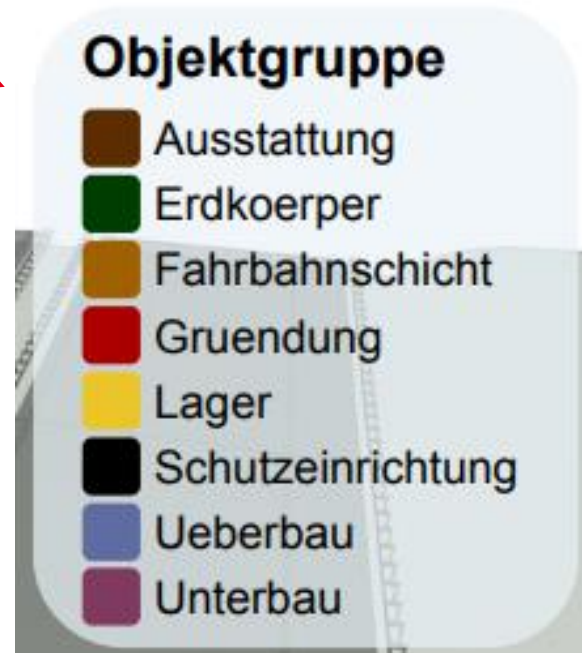 Objektgruppe
Ausstattung
Erdkoerper
Fahrbahnschicht
Gruendung
Lager
Schutzeinrichtung
Ueberbau
Unterbau